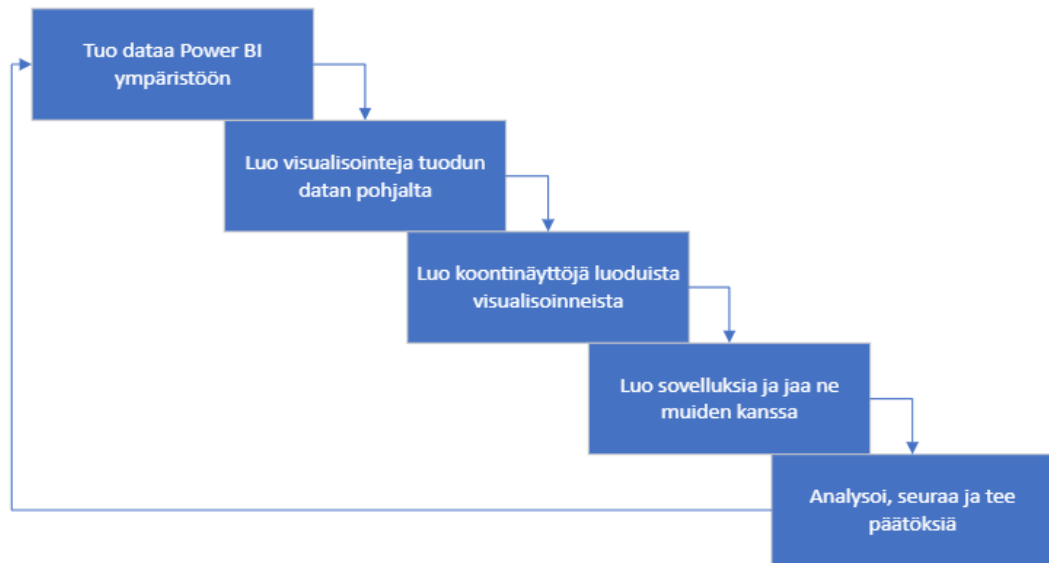 Tuo dataa Power BI
ympäristöön
Luo visualisointeja tuodun
datan pohjalta
Luo koontinäyttöjä luoduista
visualisoinneista
Luo sovelluksia ja jaa ne
muiden kanssa
Analysoi, seuraa ja tee
päätöksiä